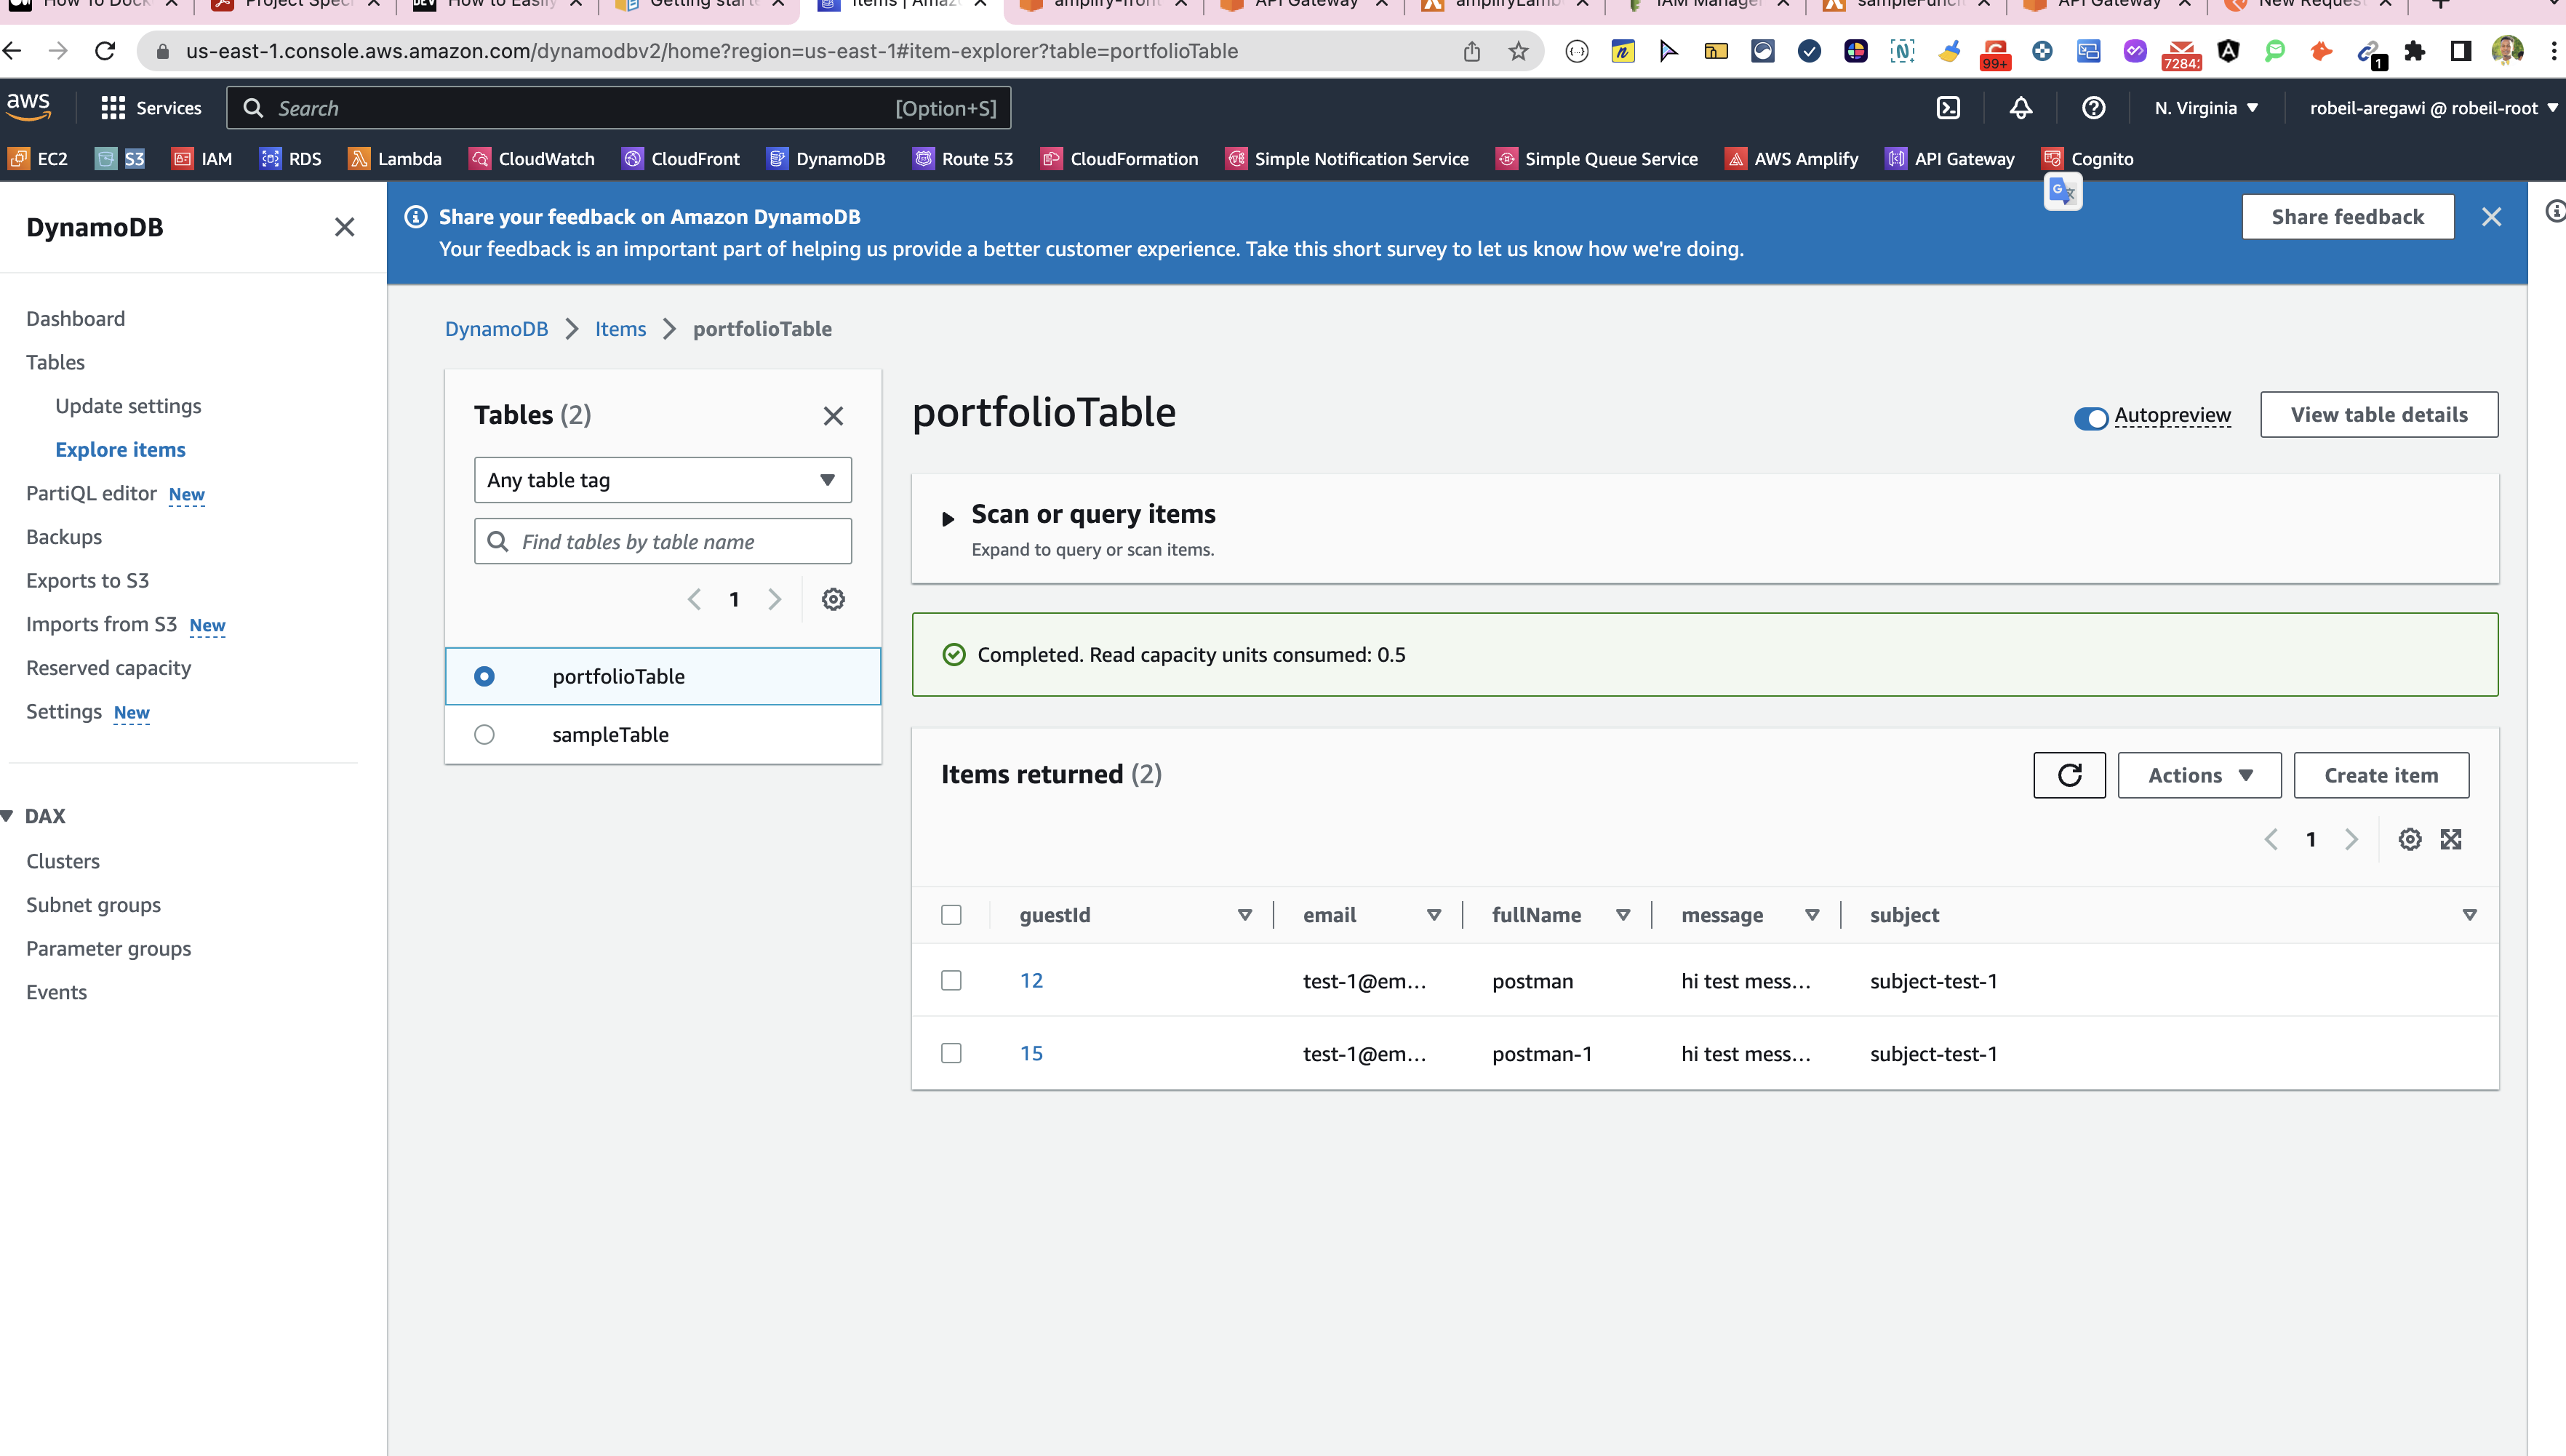 How To Dock
Project Speci
How to Easily
Getting starte
Items | Amaz
amplify-front
API Gateway
amplifyLamb
IAM Manager
sampleFunct
API Gateway
New Request
us-east-1.console.aws.amazon.com/dynamodbv2/home?region=us-east-1#item-explorer?table=portfolioTable
99+
72842
1
aws
Services
Search
[Option+S]
N. Virginia
robeil-aregawi @ robeil-root
EC2
S3
IAM
RDS
Lambda
CloudWatch
CloudFront
DynamoDB
Route 53
CloudFormation
Simple Notification Service
Simple Queue Service
AWS Amplify
API Gateway
Cognito
DynamoDB
Dashboard
Tables
Update settings
Explore items
PartiQL editor New
Backups
Exports to S3
Imports from S3 New
Reserved capacity
Settings New
DAX
Clusters
Subnet groups
Parameter groups
Events
Share your feedback on Amazon DynamoDB
Your feedback is an important part of helping us provide a better customer experience. Take this short survey to let us know how we're doing.
Share feedback
DynamoDB
Items
portfolioTable
Tables (2)
Any table tag
Find tables by table name
1
portfolioTable
sampleTable
portfolioTable
Autopreview
View table details
Scan or query items
Expand to query or scan items.
Completed. Read capacity units consumed: 0.5
Items returned (2)
Actions
Create item
1
guestId email fullName message subject
12 test-1@em… postman hi test mess… subject-test-1
15 test-1@em… postman-1 hi test mess… subject-test-1